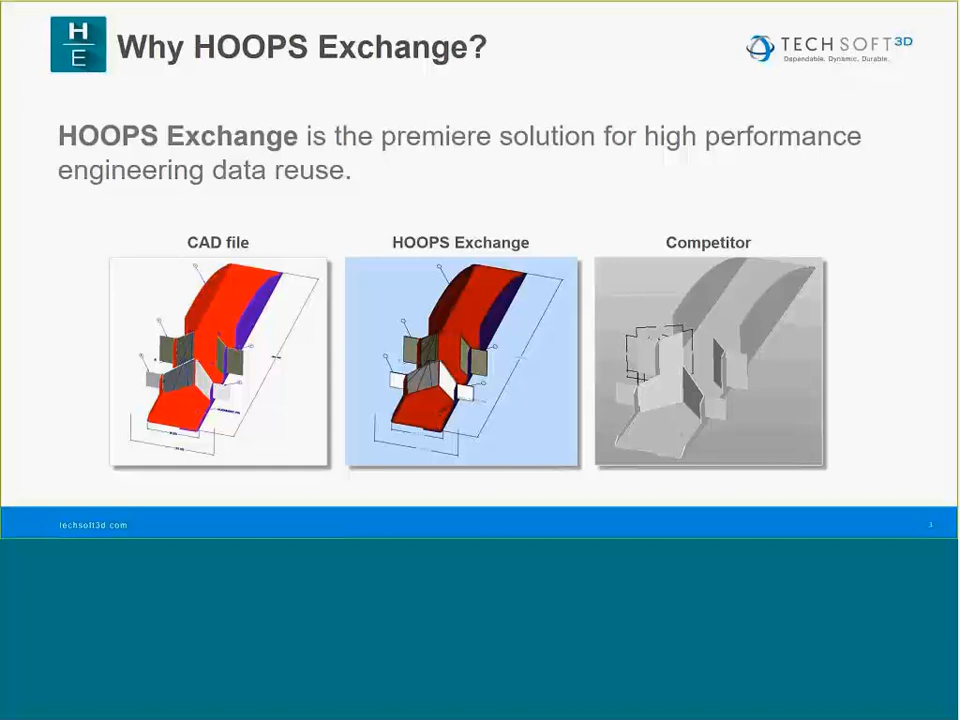 H
E
Why HOOPS Exchange?
TECH SOFT 3D
Dependable. Dynamic. Durable.
HOOPS Exchange is the premiere solution for high performance
engineering data reuse.
CAD file
HOOPS Exchange
Competitor
techsoft3d.com
3